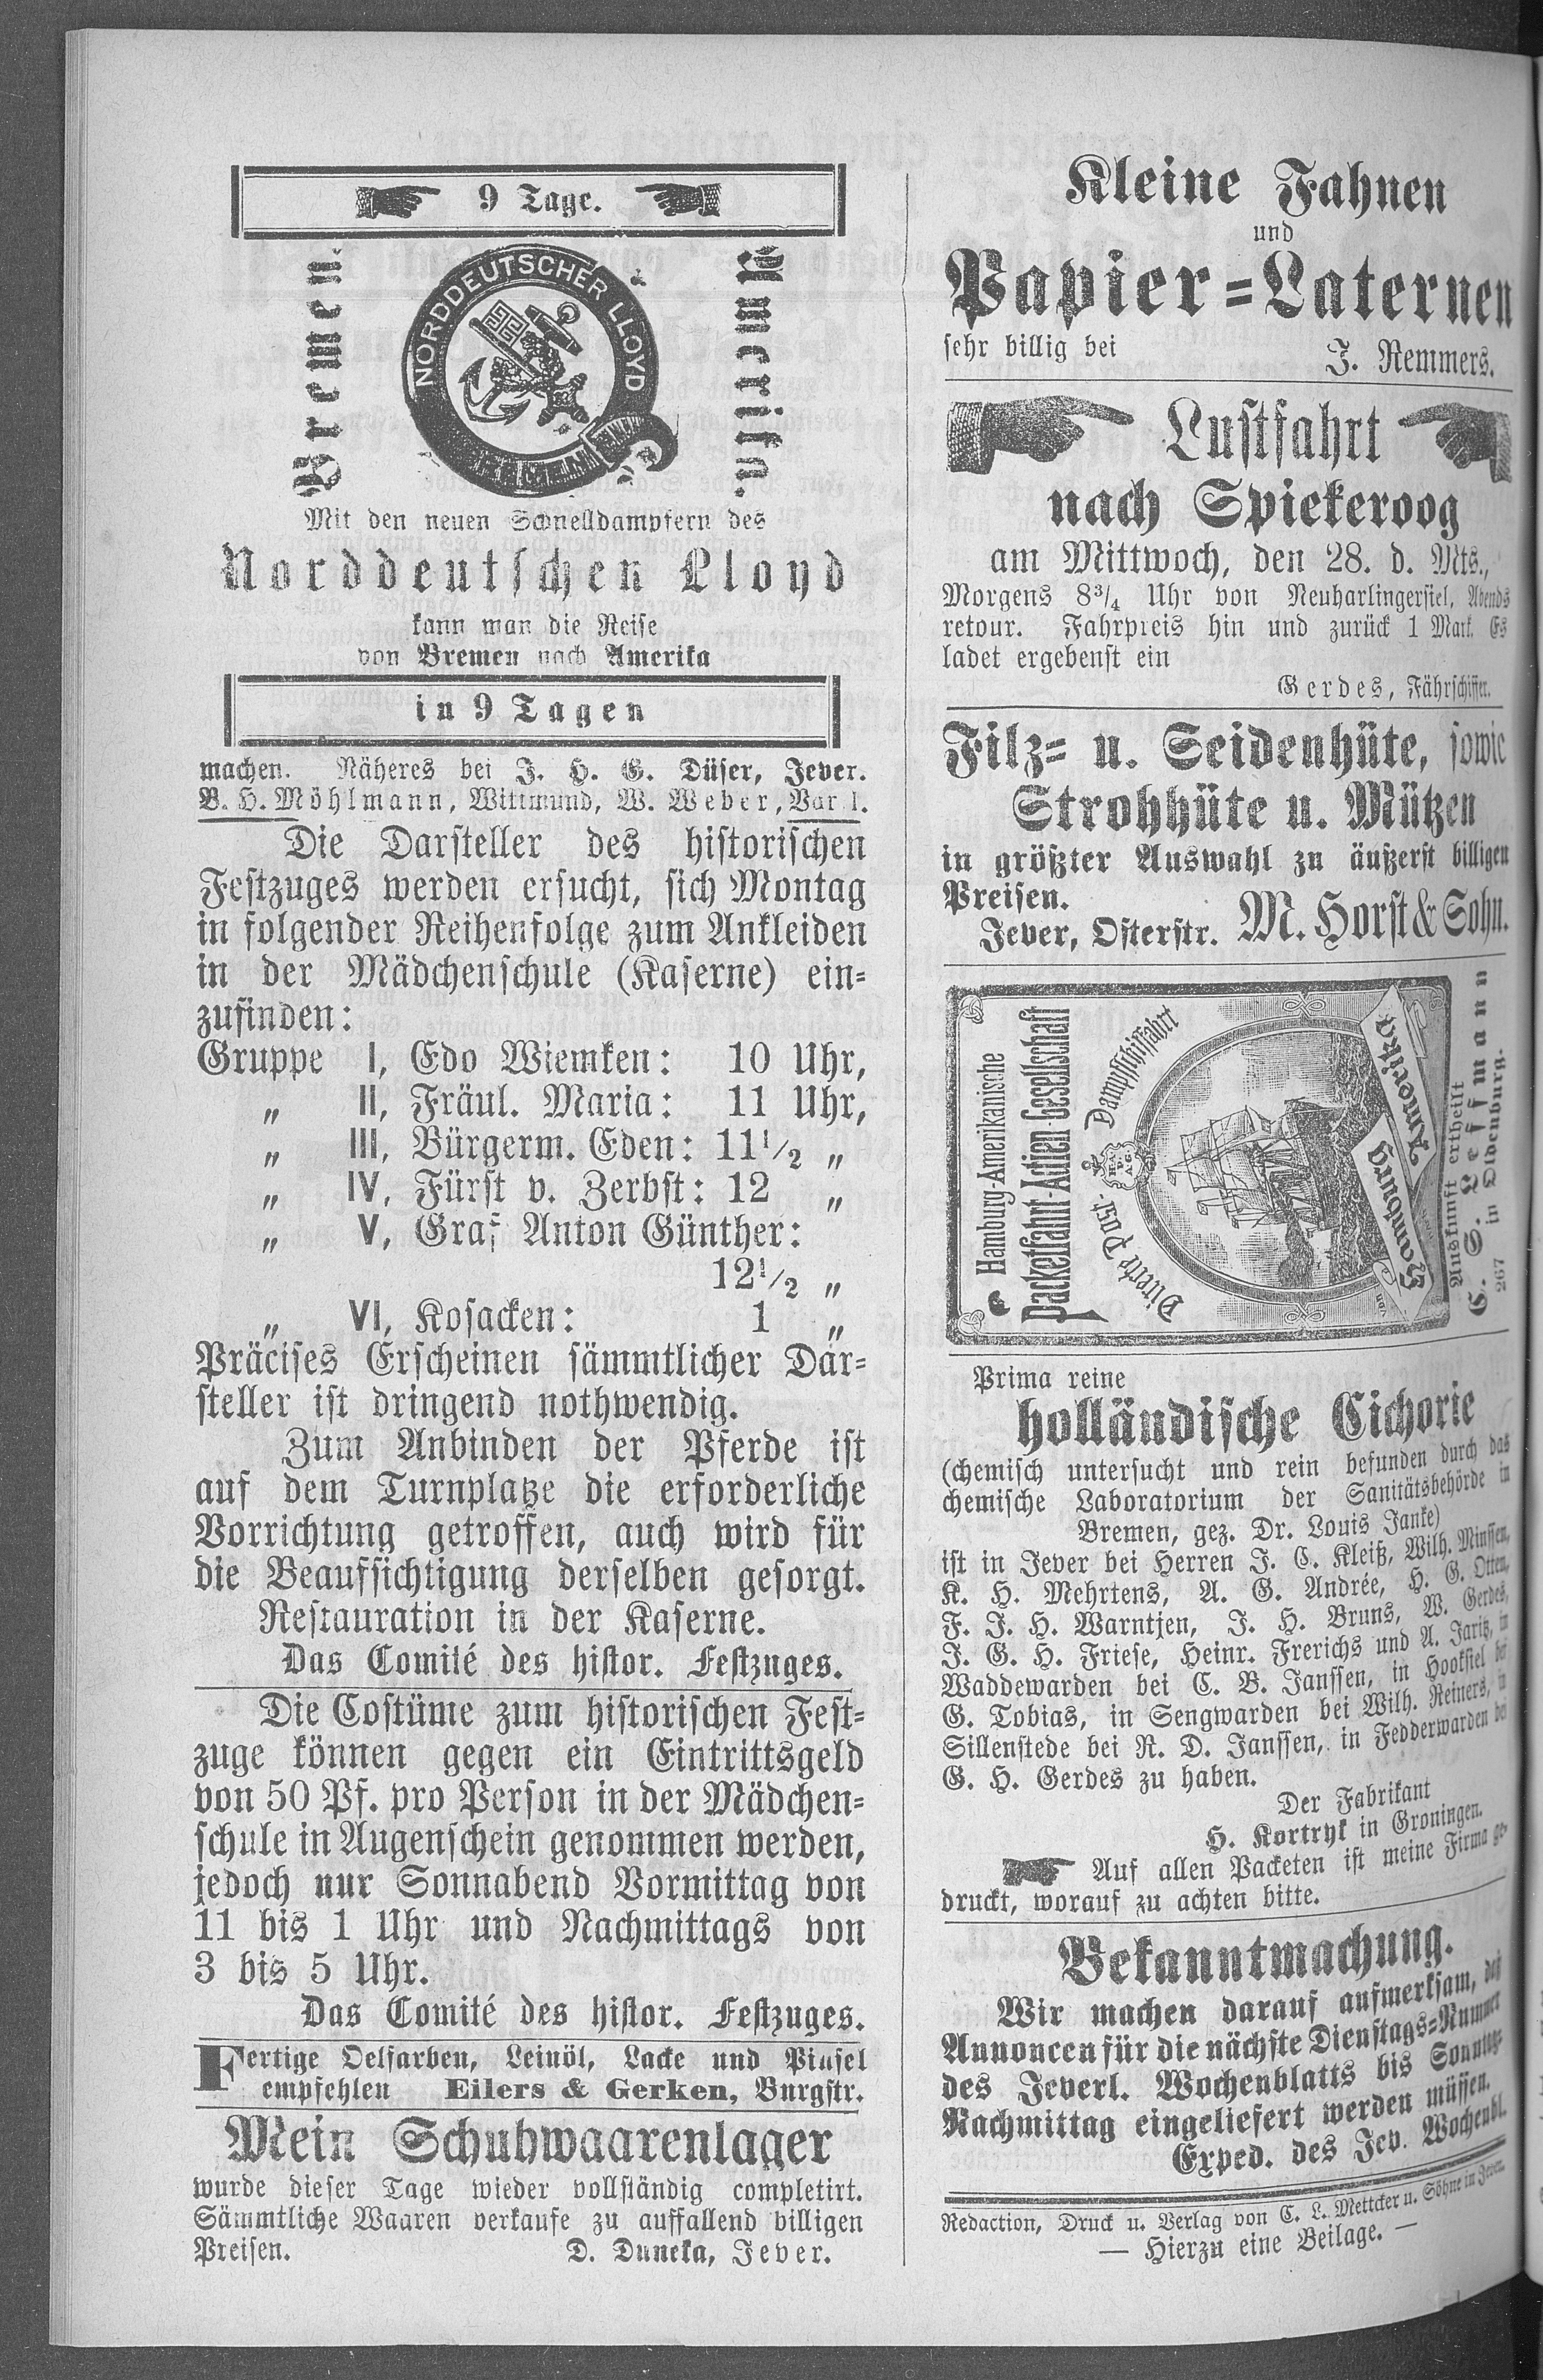 9 Tage.
Bremen.
NORDDEUTSCHER LLOYD
BREMEN
Amerika.
Mit den neuen Schnelldampfern des
Norddeutschen Lloyd
kann man die Reise
von Bremen nach Amerika
in 9 Tagen
machen. Näheres bei J. H. G. Düser, Jever.
B. H. Möhlmann, Wittmund, W. Weber, Varel.
Die Darsteller des historischen
Festzuges werden ersucht, sich Montag
in folgender Reihenfolge zum Ankleiden
in der Mädchenschule (Kaserne) ein-
zufinden:
Gruppe I, Edo Wiemken: 10 Uhr,
„ II, Fräul. Maria: 11 Uhr,
„ III, Bürgerm. Eden: 11½ „
„ IV, Fürst v. Zerbst: 12 „
„ V, Graf Anton Günther:
12½ „
„ VI, Kosacken: 1 „
Präcises Erscheinen sämmtlicher Dar-
steller ist dringend nothwendig.
Zum Anbinden der Pferde ist
auf dem Turnplatze die erforderliche
Vorrichtung getroffen, auch wird für
die Beaufsichtigung derselben gesorgt.
Restauration in der Kaserne.
Das Comité des histor. Festzuges.
Die Costüme zum historischen Fest-
zuge können gegen ein Eintrittsgeld
von 50 Pf. pro Person in der Mädchen-
schule in Augenschein genommen werden,
jedoch nur Sonnabend Vormittag von
11 bis 1 Uhr und Nachmittags von
3 bis 5 Uhr.
Das Comité des histor. Festzuges.
Fertige Oelfarben, Leinöl, Lacke und Pinsel
empfehlen Eilers & Gerken, Burgstr.
Mein Schuhwaarenlager
wurde dieser Tage wieder vollständig completirt.
Sämmtliche Waaren verkaufe zu auffallend billigen
Preisen. D. Duneka, Jever.
Kleine Fahnen
und
Papier-Laternen
sehr billig bei J. Remmers.
Lustfahrt
nach Spiekeroog
am Mittwoch, den 28. d. Mts.,
Morgens 8¾ Uhr von Neuharlingersiel, Abends
retour. Fahrpreis hin und zurück 1 Mark. Es
ladet ergebenst ein
Gerdes, Fährschiffer.
Filz- u. Seidenhüte, sowie
Strohhüte u. Mützen
in größter Auswahl zu äußerst billigen
Preisen.
Jever, Osterstr. M. Horst & Sohn.
Hamburg-Amerikanische
Packetfahrt-Actien-Gesellschaft
Direkte Post-Dampfschiffahrt
von Hamburg
Amerika
Auskunft ertheilt
C. G. Deffmann
267 in Oldenburg.
Prima reine
holländische Cichorie
(chemisch untersucht und rein befunden durch das
chemische Laboratorium der Sanitätsbehörde in
Bremen, gez. Dr. Louis Janke)
ist in Jever bei Herren J. C. Kleiß, Wilh. Minssen,
K. H. Mehrtens, A. G. Andrée, H. G. Otten,
F. J. H. Warntjen, J. H. Bruns, W. Gerdes,
J. G. H. Friese, Heinr. Frerichs und A. Jaritz, in
Waddewarden bei C. B. Janssen, in Hooksiel bei
G. Tobias, in Sengwarden bei Wilh. Reiners, in
Sillenstede bei R. D. Janssen, in Fedderwarden bei
G. H. Gerdes zu haben.
Der Fabrikant
H. Kortryk in Groningen.
Auf allen Packeten ist meine Firma ge-
druckt, worauf zu achten bitte.
Bekanntmachung.
Wir machen darauf aufmerksam, daß
Annoncen für die nächste Dienstags-Nummer
des Jeverl. Wochenblatts bis Sonntag-
Nachmittag eingeliefert werden müssen.
Exped. des Jev. Wochenbl.
Redaction, Druck u. Verlag von C. L. Mettcker u. Söhne in Jever.
— Hierzu eine Beilage. —